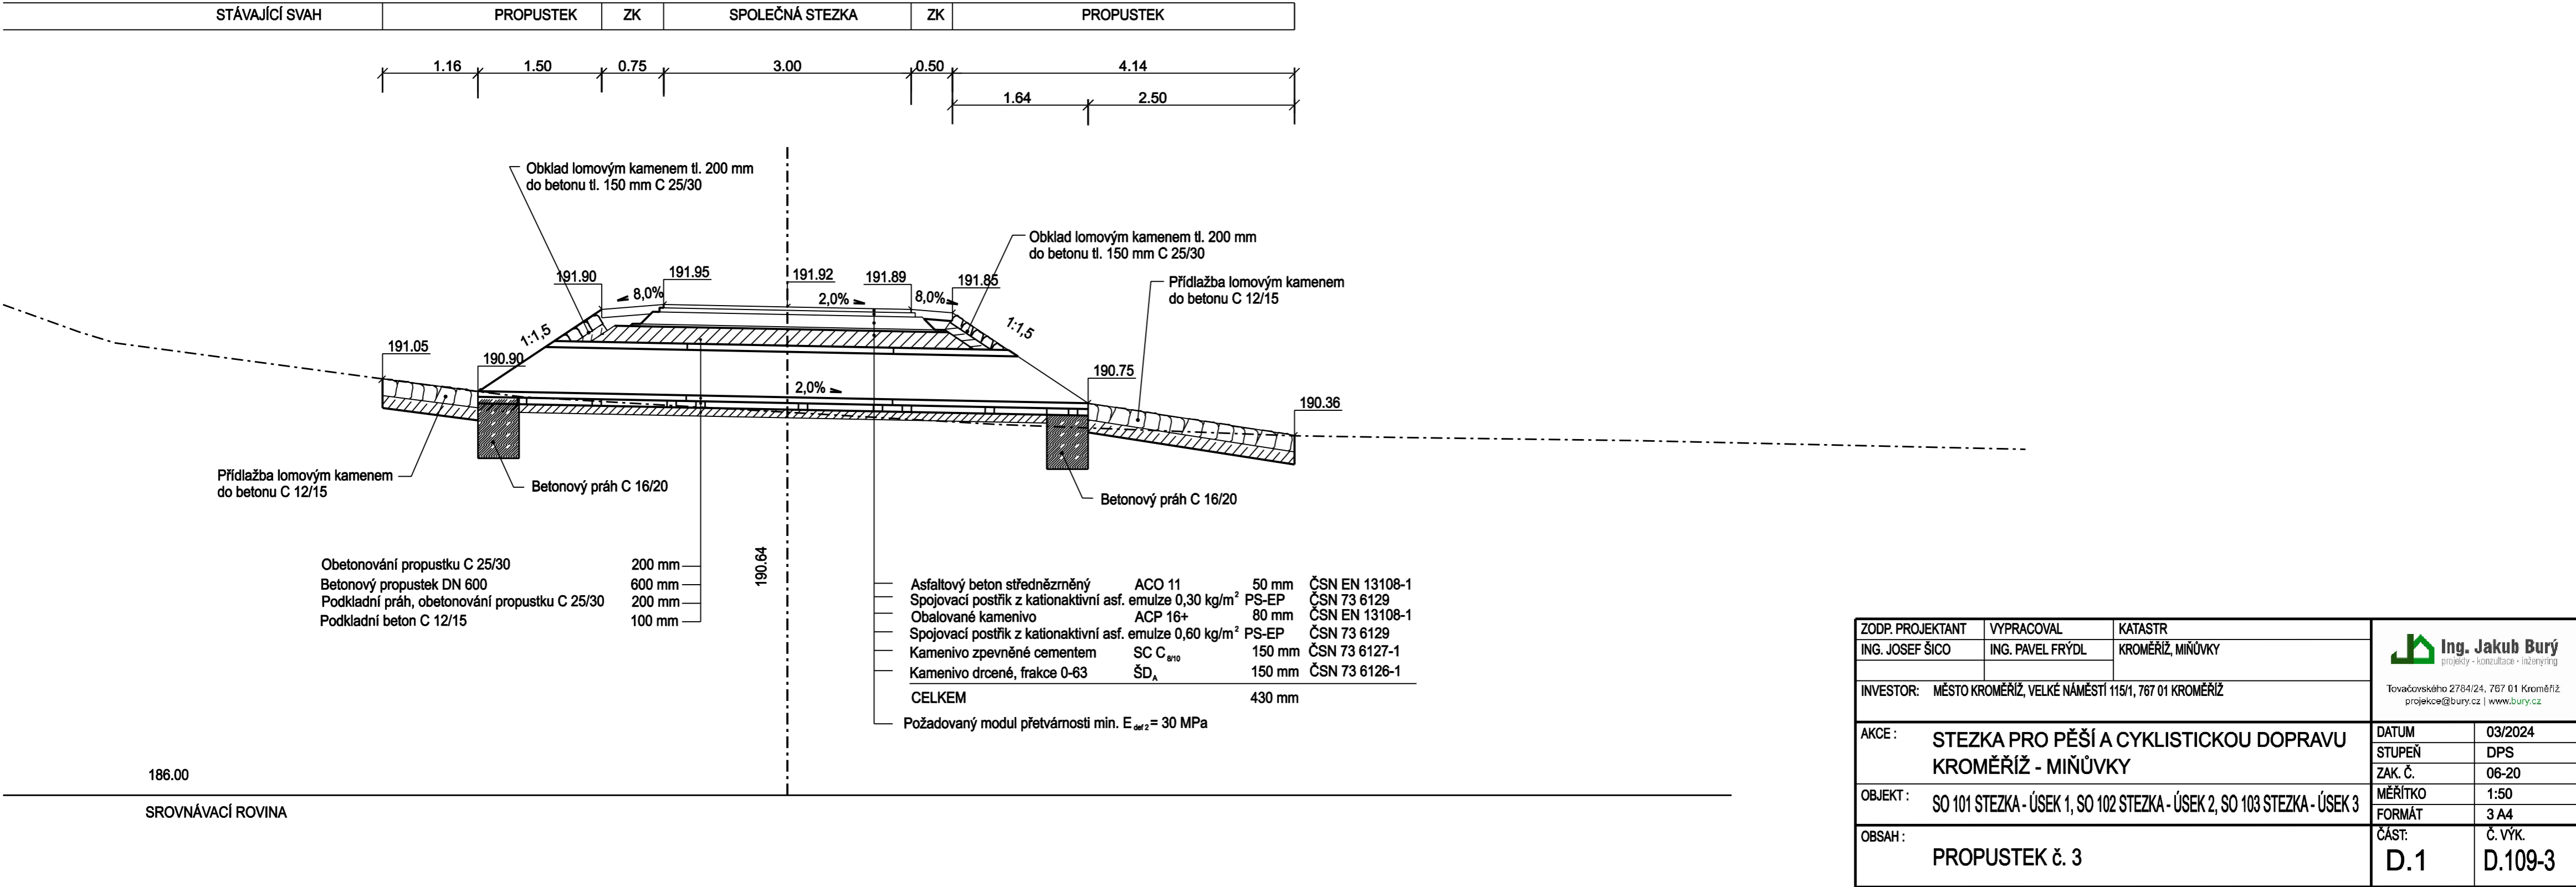 STÁVAJÍCÍ SVAH PROPUSTEK ZK SPOLEČNÁ STEZKA ZK PROPUSTEK
1.16 1.50 0.75 3.00 0.50 4.14
1.64 2.50
Obklad lomovým kamenem tl. 200 mm
do betonu tl. 150 mm C 25/30
Obklad lomovým kamenem tl. 200 mm
do betonu tl. 150 mm C 25/30
Přídlažba lomovým kamenem
do betonu C 12/15
191.90 191.95 191.92 191.89 191.85
8,0% 2,0% 8,0%
1:1,5 1:1,5
191.05 190.90 190.75 190.36
2,0%
Přídlažba lomovým kamenem
do betonu C 12/15
Betonový práh C 16/20
Betonový práh C 16/20
190.64
Obetonování propustku C 25/30 200 mm
Betonový propustek DN 600 600 mm
Podkladní práh, obetonování propustku C 25/30 200 mm
Podkladní beton C 12/15 100 mm
Asfaltový beton střednězrněný ACO 11 50 mm ČSN EN 13108-1
Spojovací postřik z kationaktivní asf. emulze 0,30 kg/m² PS-EP ČSN 73 6129
Obalované kamenivo ACP 16+ 80 mm ČSN EN 13108-1
Spojovací postřik z kationaktivní asf. emulze 0,60 kg/m² PS-EP ČSN 73 6129
Kamenivo zpevněné cementem SC C 8/10 150 mm ČSN 73 6127-1
Kamenivo drcené, frakce 0-63 ŠDA 150 mm ČSN 73 6126-1
CELKEM 430 mm
Požadovaný modul přetvárnosti min. E def 2 = 30 MPa
186.00
SROVNÁVACÍ ROVINA
ZODP. PROJEKTANT VYPRACOVAL KATASTR
ING. JOSEF ŠICO ING. PAVEL FRÝDL KROMĚŘÍŽ, MIŇŮVKY
INVESTOR: MĚSTO KROMĚŘÍŽ, VELKÉ NÁMĚSTÍ 115/1, 767 01 KROMĚŘÍŽ
Ing. Jakub Burý
projekty - konzultace - inženýring
Tovačovského 2784/24, 767 01 Kroměříž
projekce@bury.cz | www.bury.cz
AKCE : STEZKA PRO PĚŠÍ A CYKLISTICKOU DOPRAVU
KROMĚŘÍŽ - MIŇŮVKY
OBJEKT : SO 101 STEZKA - ÚSEK 1, SO 102 STEZKA - ÚSEK 2, SO 103 STEZKA - ÚSEK 3
OBSAH : PROPUSTEK č. 3
DATUM 03/2024
STUPEŇ DPS
ZAK. Č. 06-20
MĚŘÍTKO 1:50
FORMÁT 3 A4
ČÁST: Č. VÝK.
D.1 D.109-3